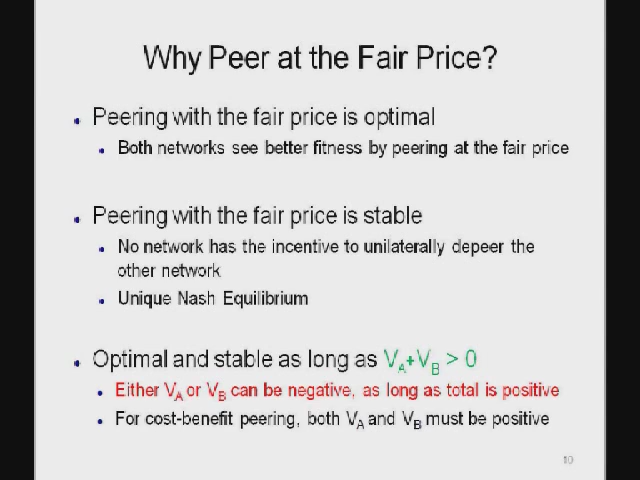 Why Peer at the Fair Price?
Peering with the fair price is optimal
Both networks see better fitness by peering at the fair price
Peering with the fair price is stable
No network has the incentive to unilaterally depeer the
other network
Unique Nash Equilibrium
Optimal and stable as long as VA+VB > 0
Either VA or VB can be negative, as long as total is positive
For cost-benefit peering, both VA and VB must be positive
10